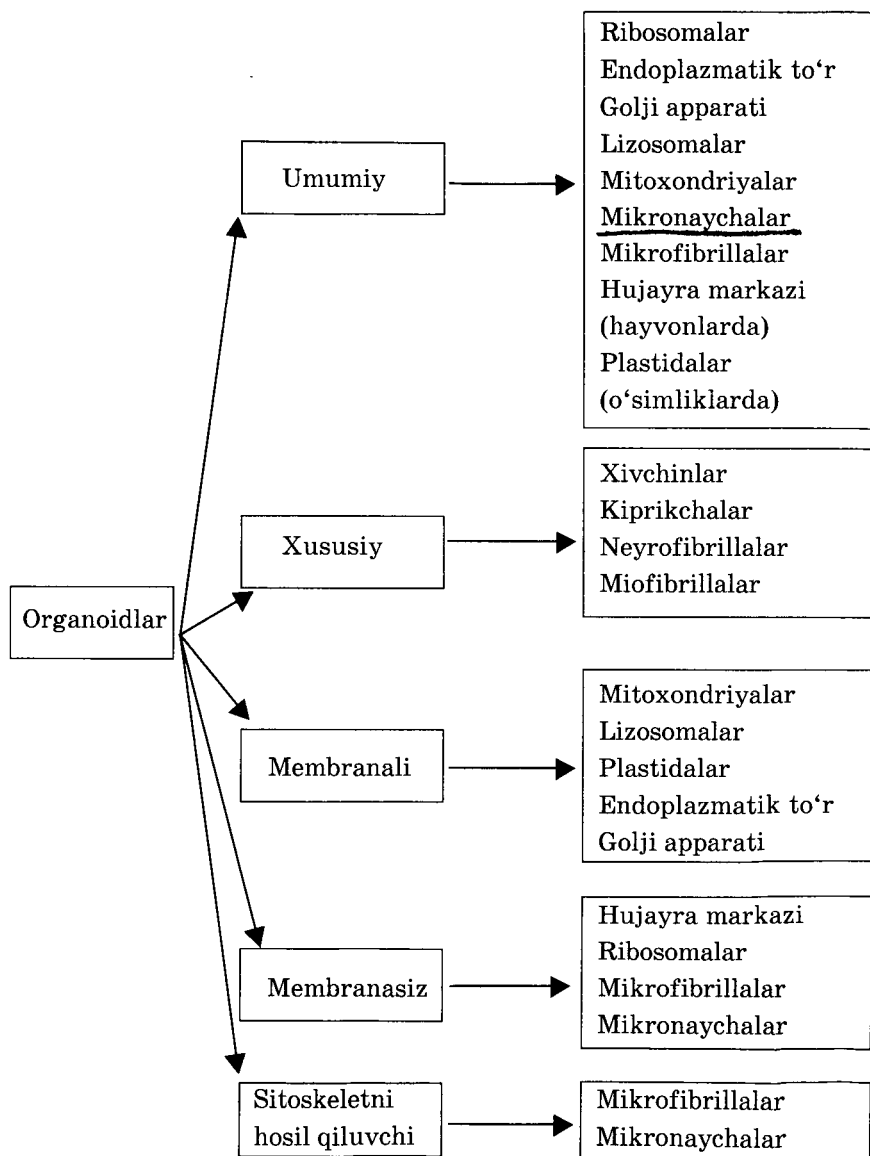 Organoidlar
Umumiy
Ribosomalar
Endoplazmatik to‘r
Golji apparati
Lizosomalar
Mitoxondriyalar
Mikronaychalar
Mikrofibrillalar
Hujayra markazi
(hayvonlarda)
Plastidalar
(o‘simliklarda)
Xususiy
Xivchinlar
Kiprikchalar
Neyrofibrillalar
Miofibrillalar
Membranali
Mitoxondriyalar
Lizosomalar
Plastidalar
Endoplazmatik to‘r
Golji apparati
Membranasiz
Hujayra markazi
Ribosomalar
Mikrofibrillalar
Mikronaychalar
Sitoskeletni
hosil qiluvchi
Mikrofibrillalar
Mikronaychalar